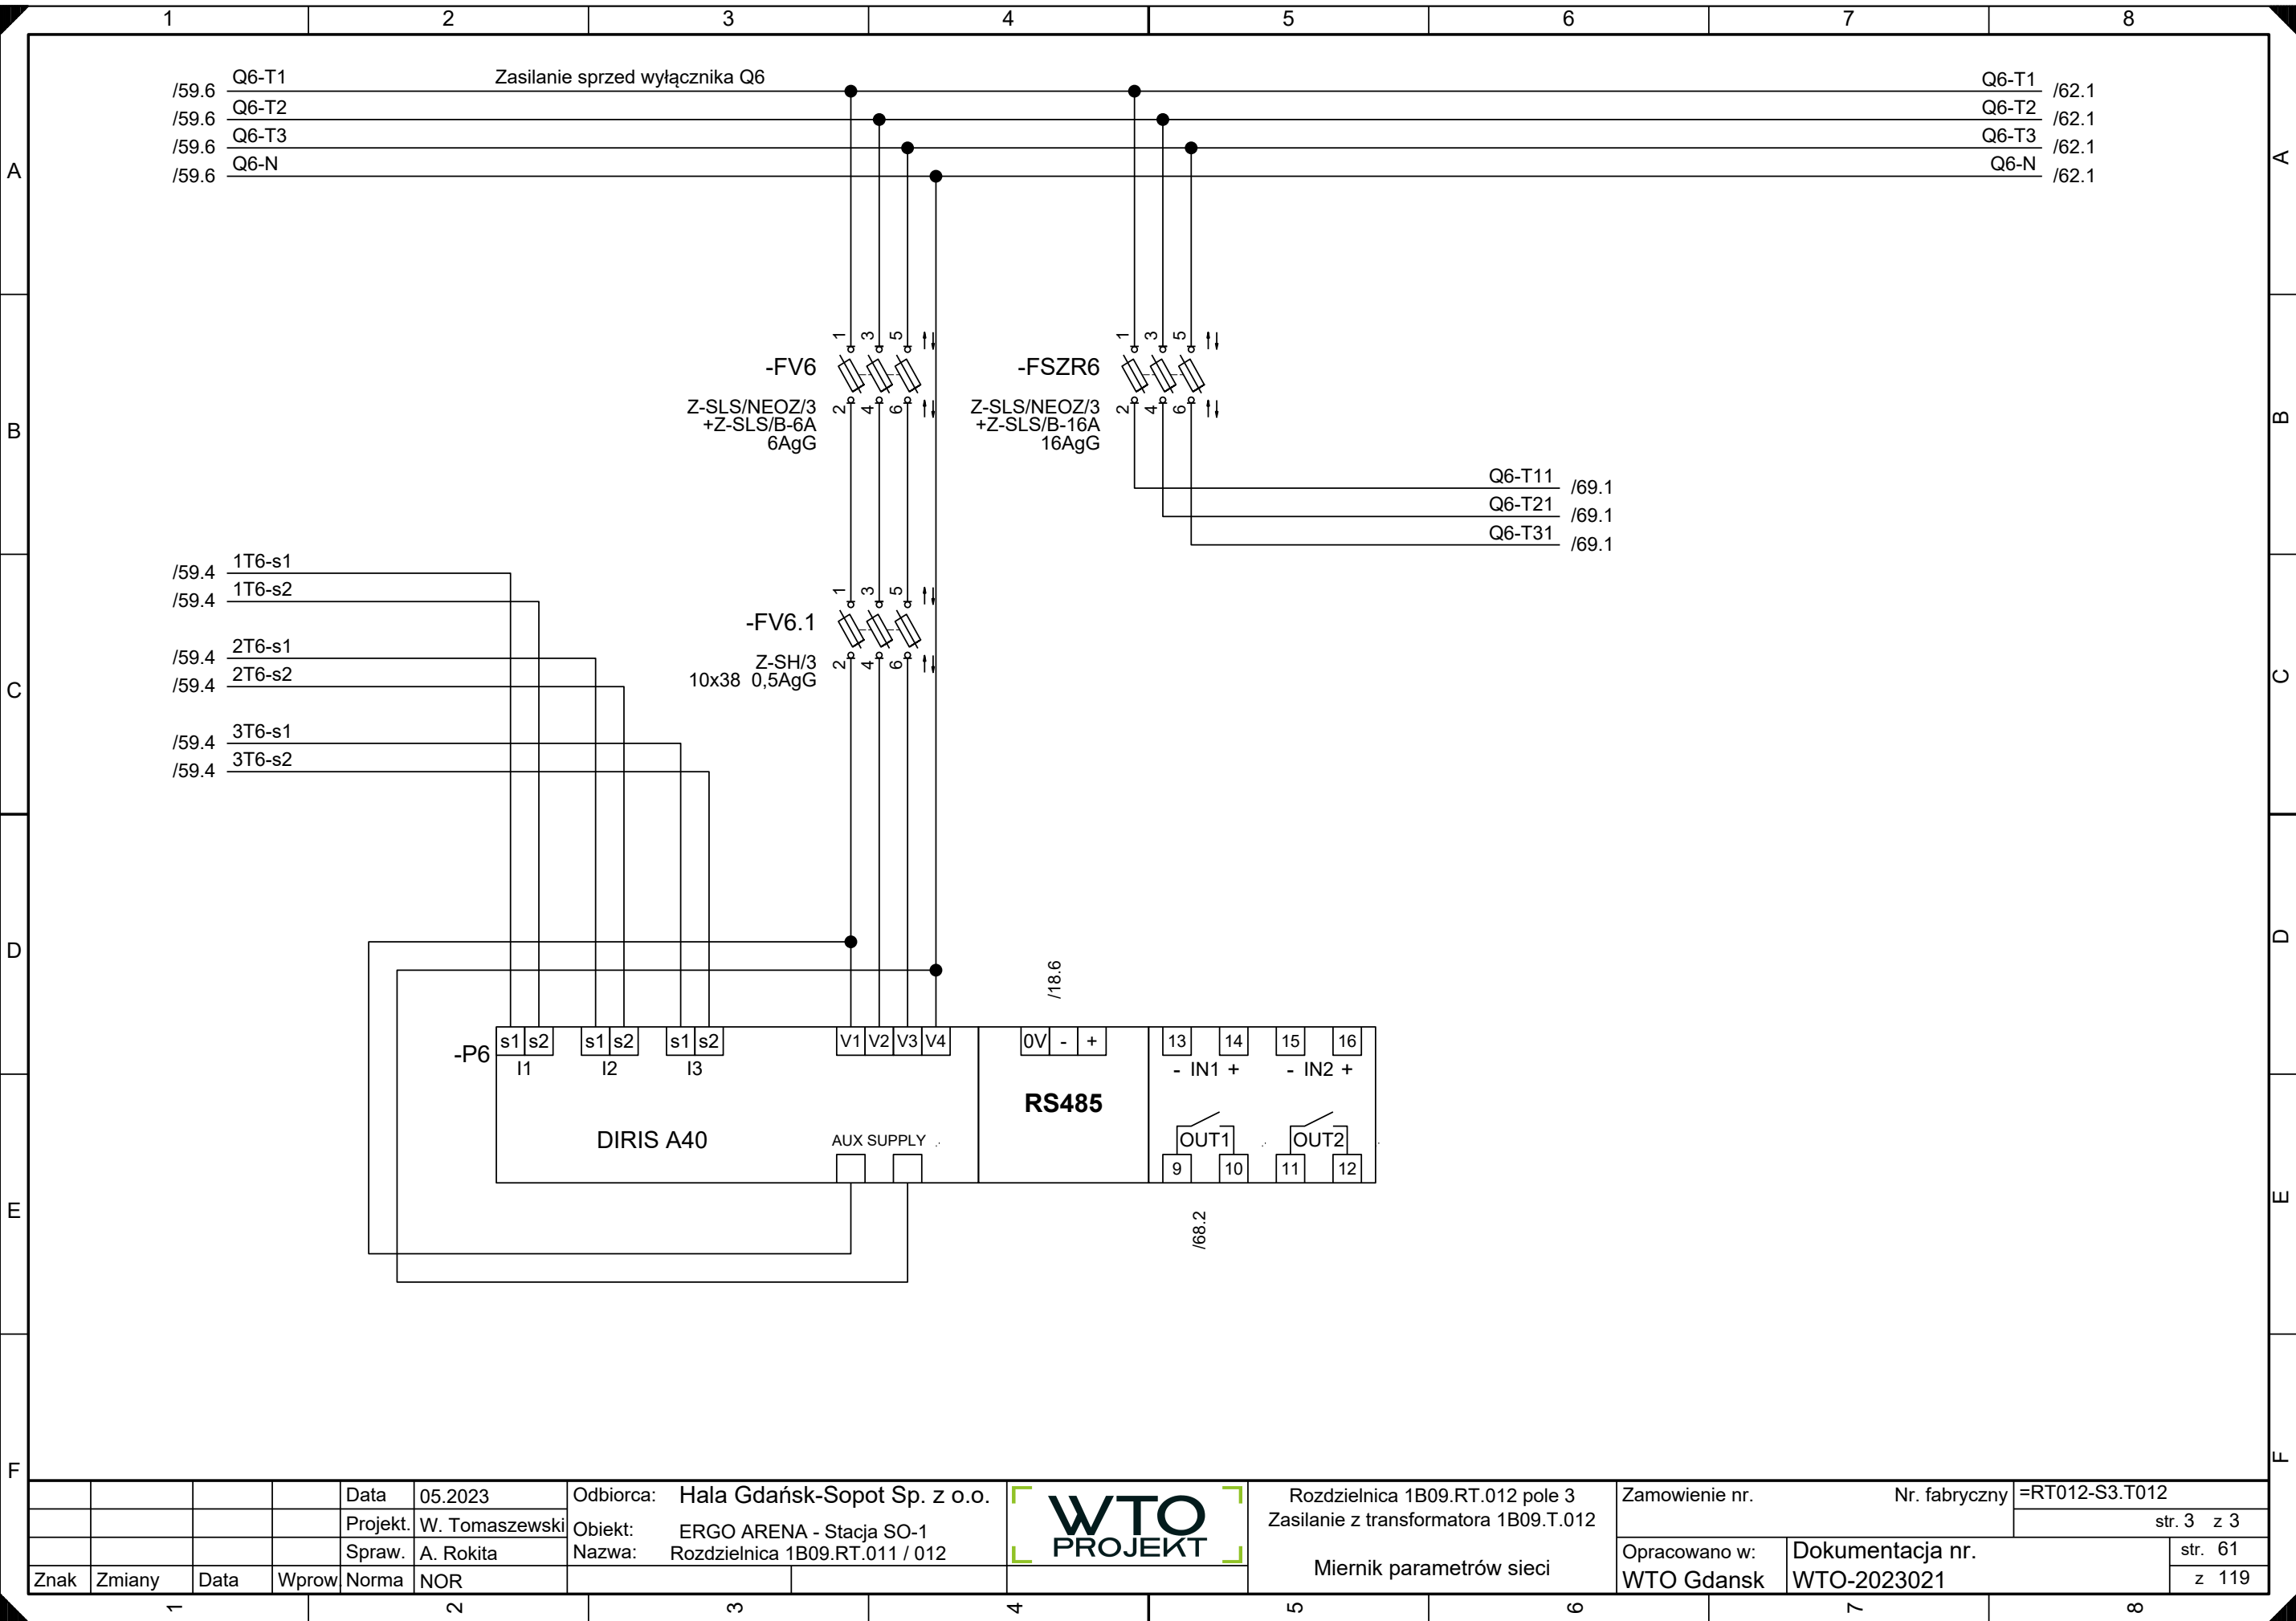 1 2 3 4 5 6 7 8
/59.6 Q6-T1 Zasilanie sprzed wyłącznika Q6 Q6-T1 /62.1
/59.6 Q6-T2 Q6-T2 /62.1
/59.6 Q6-T3 Q6-T3 /62.1
/59.6 Q6-N Q6-N /62.1
A A
1 3 5 1 3 5
-FV6 -FSZR6
2 4 6 2 4 6
Z-SLS/NEOZ/3 Z-SLS/NEOZ/3
+Z-SLS/B-6A +Z-SLS/B-16A
6AgG 16AgG
B B
Q6-T11 /69.1
Q6-T21 /69.1
Q6-T31 /69.1
/59.4 1T6-s1
/59.4 1T6-s2
1 3 5
-FV6.1
2 4 6
Z-SH/3
10x38 0,5AgG
/59.4 2T6-s1
/59.4 2T6-s2
C C
/59.4 3T6-s1
/59.4 3T6-s2
D D
/18.6
-P6 s1 s2 s1 s2 s1 s2 V1 V2 V3 V4 0V - + 13 14 15 16
I1 I2 I3 - IN1 + - IN2 +
RS485
DIRIS A40 AUX SUPPLY OUT1 OUT2
9 10 11 12
E E
/68.2
F F
Data 05.2023
Projekt. W. Tomaszewski
Spraw. A. Rokita
Znak Zmiany Data Wprow. Norma NOR
Odbiorca: Hala Gdańsk-Sopot Sp. z o.o.
Obiekt: ERGO ARENA - Stacja SO-1
Nazwa: Rozdzielnica 1B09.RT.011 / 012
WTO
PROJEKT
Rozdzielnica 1B09.RT.012 pole 3
Zasilanie z transformatora 1B09.T.012
Miernik parametrów sieci
Zamowienie nr. Nr. fabryczny =RT012-S3.T012
str. 3 z 3
Opracowano w: Dokumentacja nr. str. 61
WTO Gdansk WTO-2023021 z 119
1 2 3 4 5 6 7 8